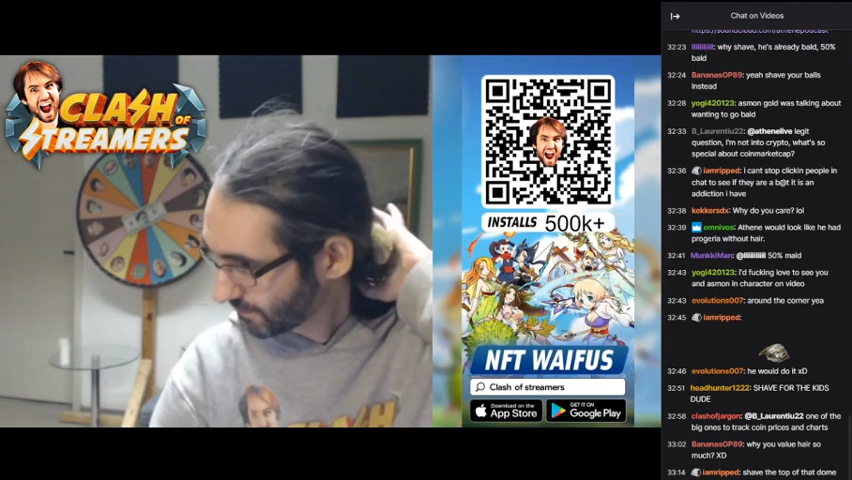 CLASH
OF
STREAMERS
INSTALLS 500k+
NFT WAIFUS
Clash of streamers
Download on the
App Store
GET IT ON
Google Play
Chat on Videos
https://soundcloud.com/athenepodcast
32:23 why shave, he's already bald, 50%
bald
32:24 BananasOP89: yeah shave your balls
instead
32:28 yogi420123: asmon gold was talking about
wanting to go bald
32:33 B_Laurentiu22: @athenelive legit
question, i'm not into crypto, what's so
special about coinmarketcap?
32:36 iamripped: i cant stop clickin people in
chat to see if they are a b@t it is an
addiction i have
32:38 kekkersdx: Why do you care? lol
32:39 omnivos: Athene would look like he had
progeria without hair.
32:41 MunkkiMan: 50% mald
32:43 yogi420123: i'd fucking love to see you
and asmon in character on video
32:43 evolutions007: around the corner yea
32:45 iamripped:
32:46 evolutions007: he would do it xD
32:51 headhunter1222: SHAVE FOR THE KIDS
DUDE
32:58 clashofjargon: @B_Laurentiu22 one of the
big ones to track coin prices and charts
33:02 BananasOP89: why you value hair so
much? XD
33:14 iamripped: shave the top of that dome